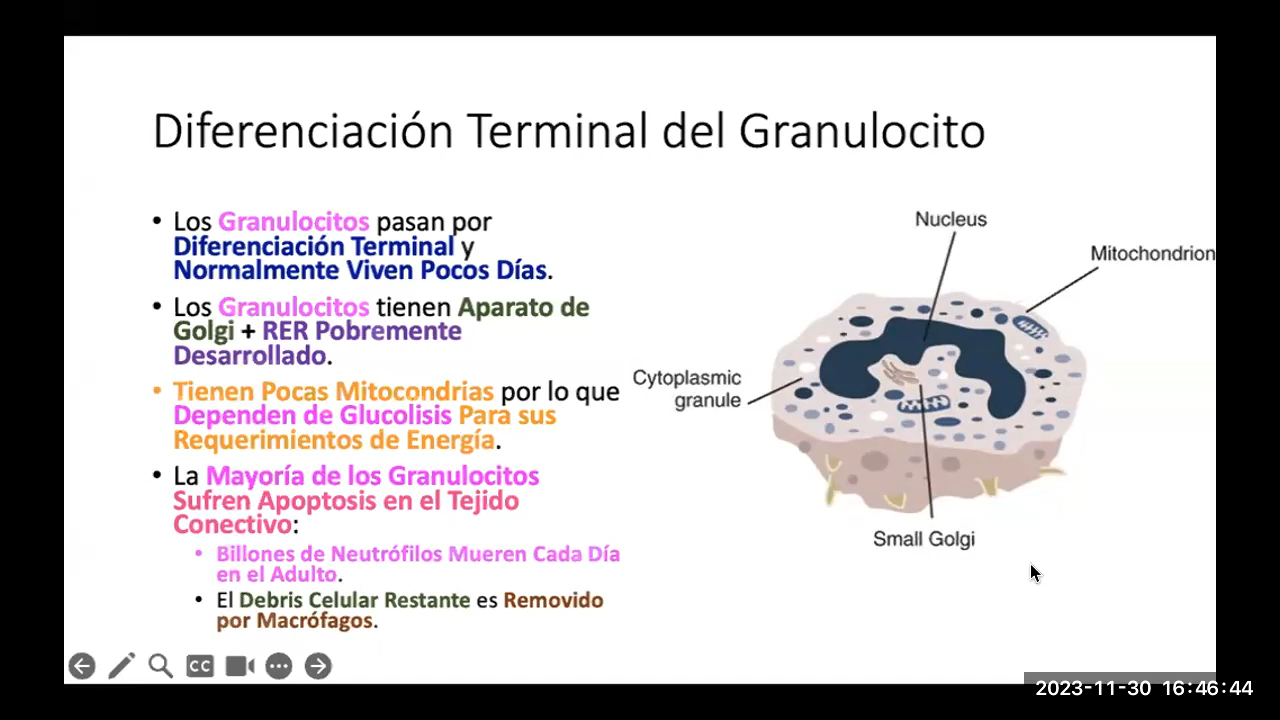 Diferenciación Terminal del Granulocito
• Los Granulocitos pasan por
Diferenciación Terminal y
Normalmente Viven Pocos Días.
• Los Granulocitos tienen Aparato de
Golgi + RER Pobremente
Desarrollado.
• Tienen Pocas Mitocondrias por lo que
Dependen de Glucolisis Para sus
Requerimientos de Energía.
• La Mayoría de los Granulocitos
Sufren Apoptosis en el Tejido
Conectivo:
• Billones de Neutrófilos Mueren Cada Día
en el Adulto.
• El Debris Celular Restante es Removido
por Macrófagos.
Nucleus
Mitochondrion
Cytoplasmic
granule
Small Golgi
CC
2023-11-30 16:46:44